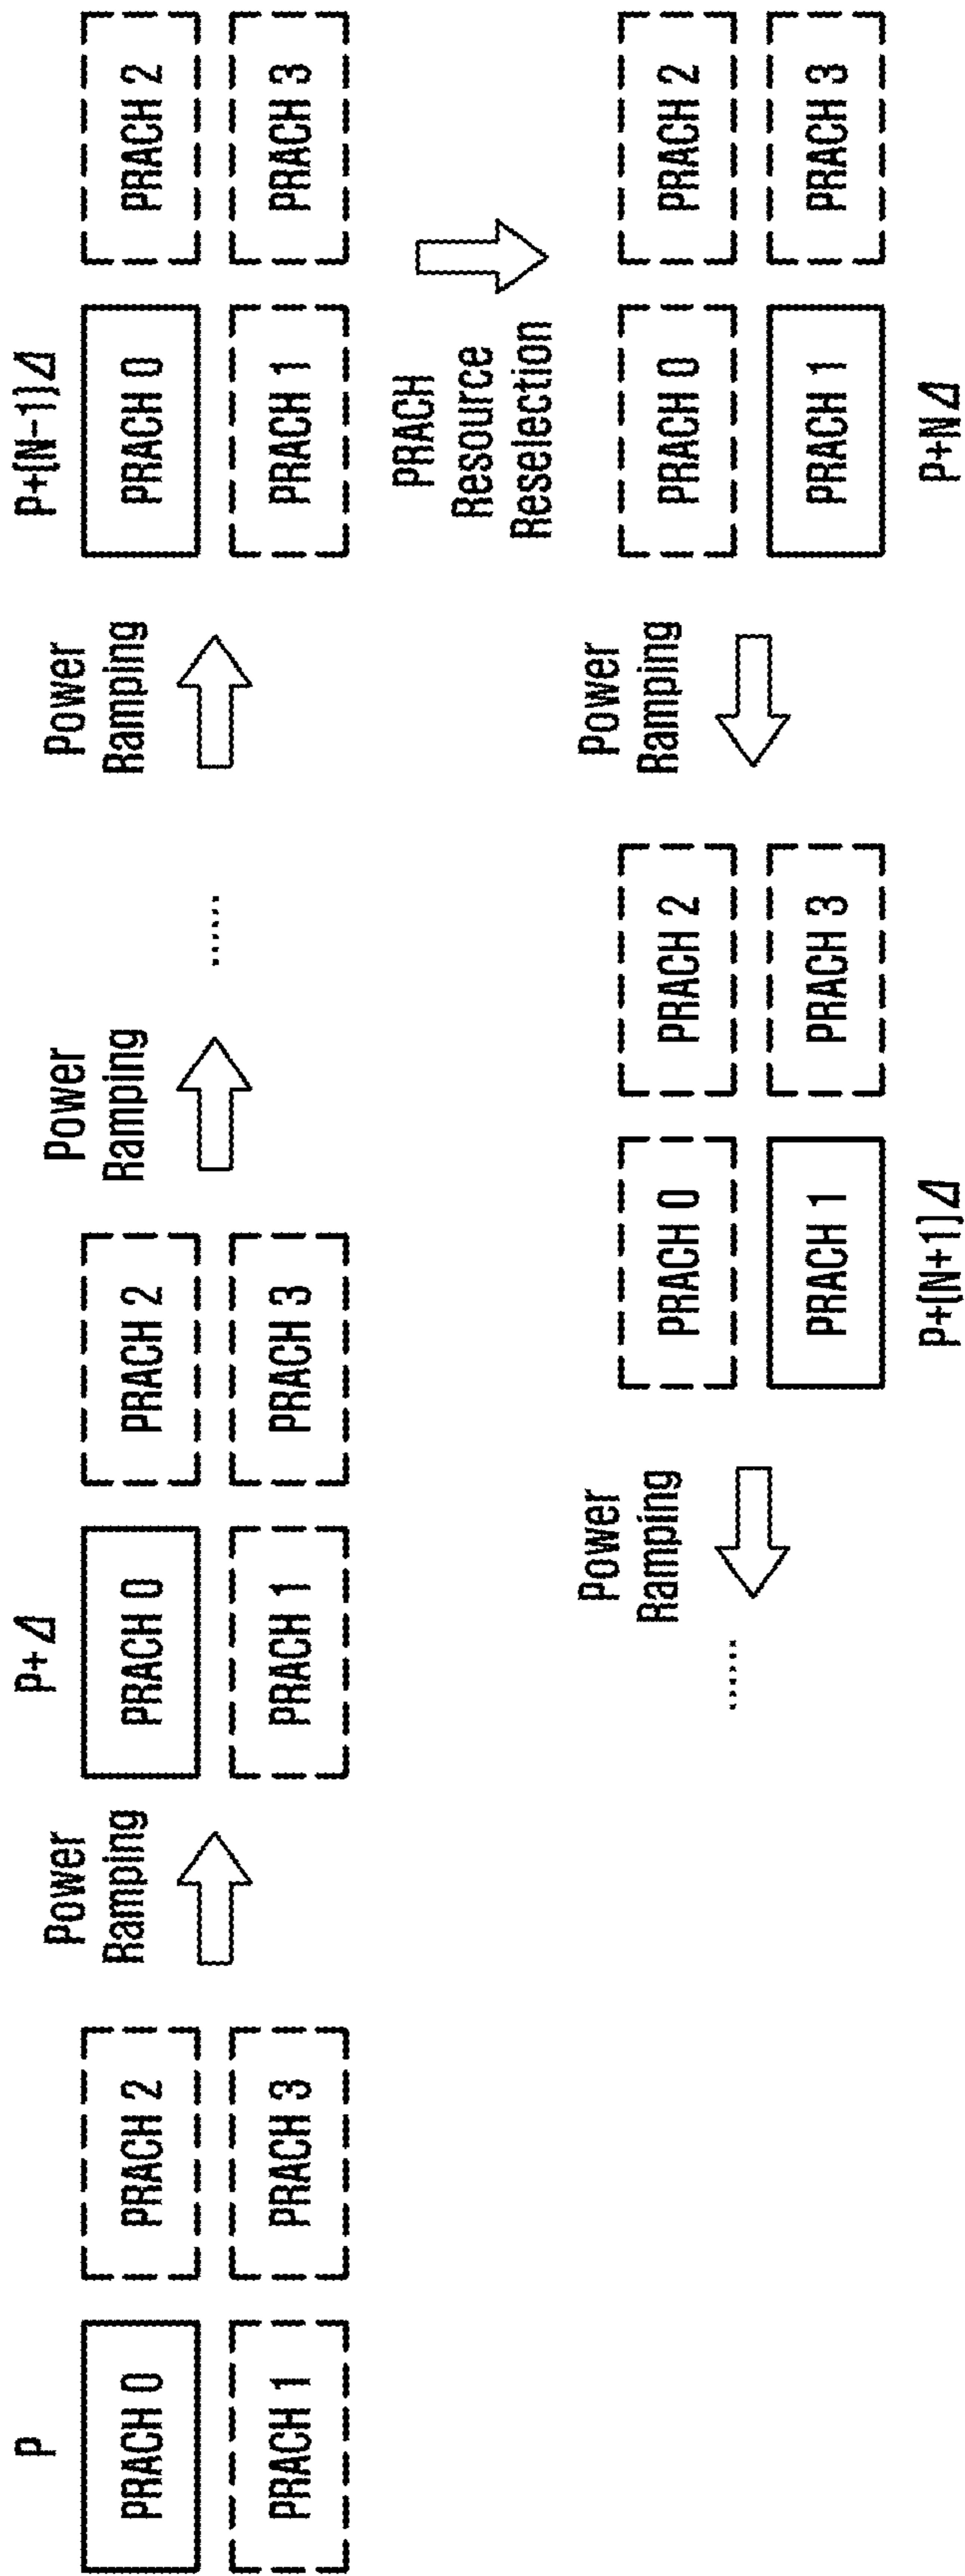 P
PRACH 0
PRACH 2
PRACH 1
PRACH 3
Power
Ramping
P+Δ
PRACH 0
PRACH 2
PRACH 1
PRACH 3
Power
Ramping
......
Power
Ramping
P+(N-1)Δ
PRACH 0
PRACH 2
PRACH 1
PRACH 3
PRACH
Resource
Reselection
PRACH 0
PRACH 2
PRACH 1
PRACH 3
P+NΔ
Power
Ramping
PRACH 0
PRACH 2
PRACH 1
PRACH 3
P+(N+1)Δ
Power
Ramping
......